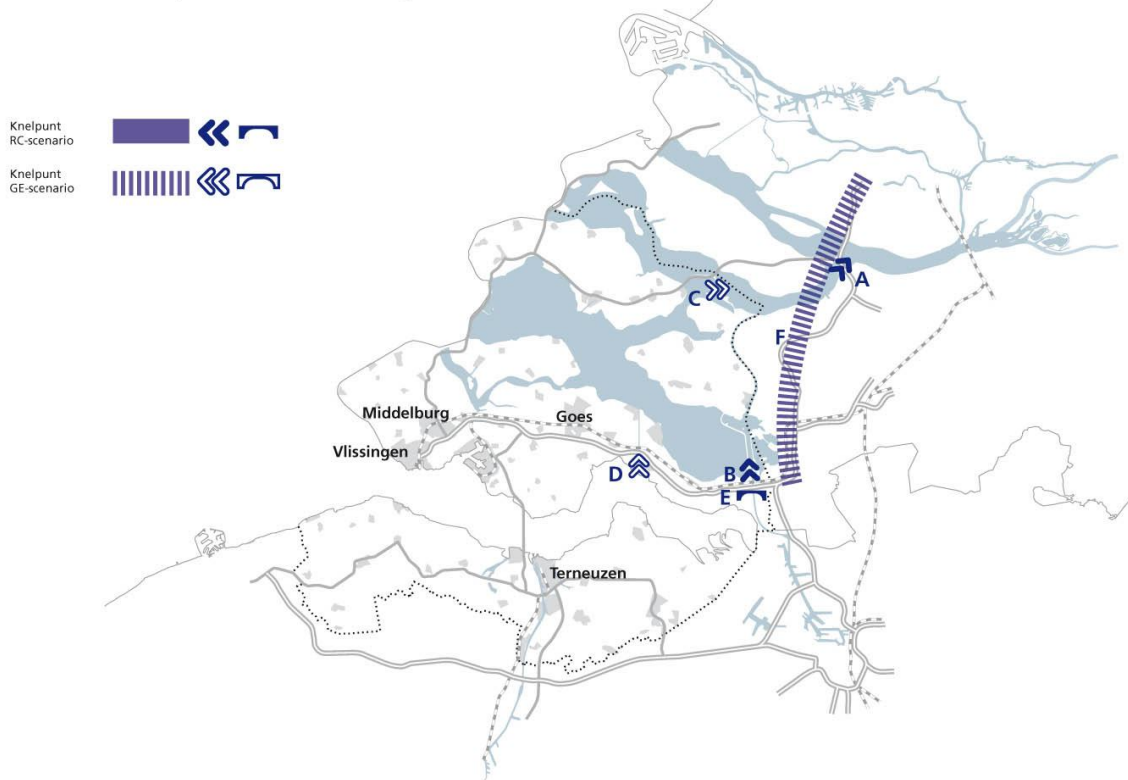 Knelpunt
RC-scenario
Knelpunt
GE-scenario
A
C
F
Middelburg
Goes
Vlissingen
D
B
E
Terneuzen